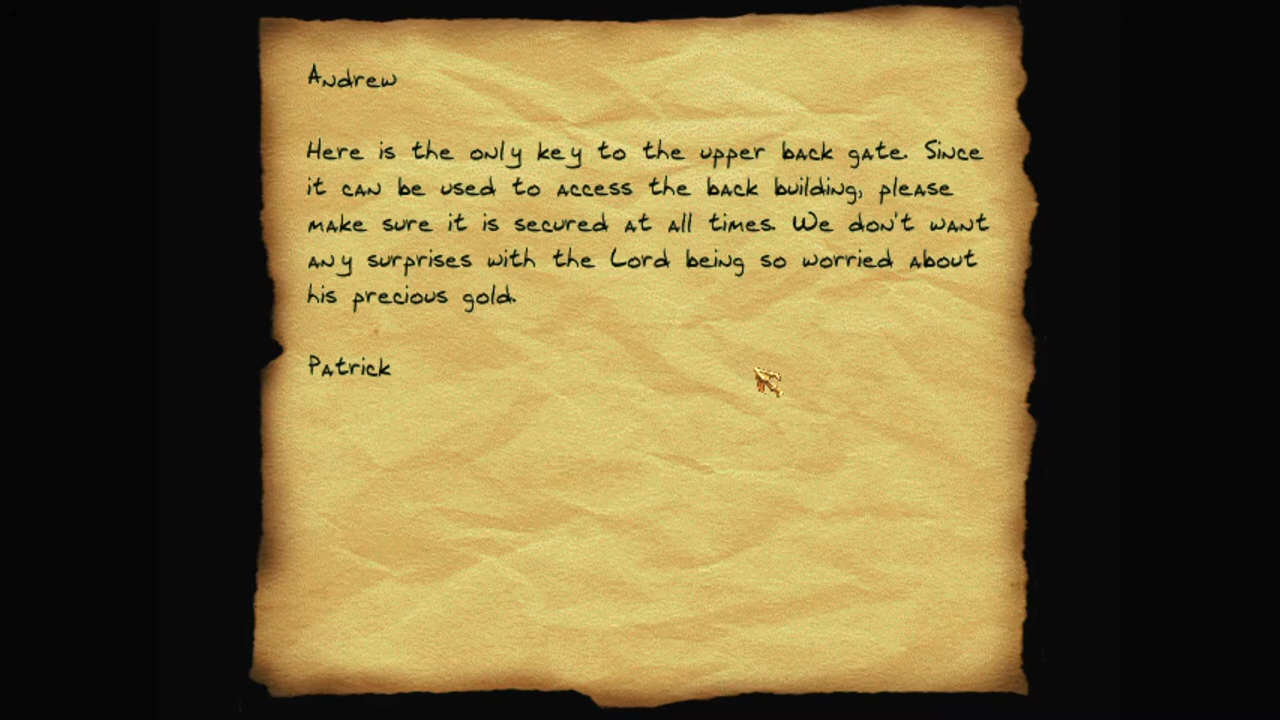 Andrew
Here is the only key to the upper back gate. Since
it can be used to access the back building, please
make sure it is secured at all times. We don't want
any surprises with the Lord being so worried about
his precious gold.
Patrick